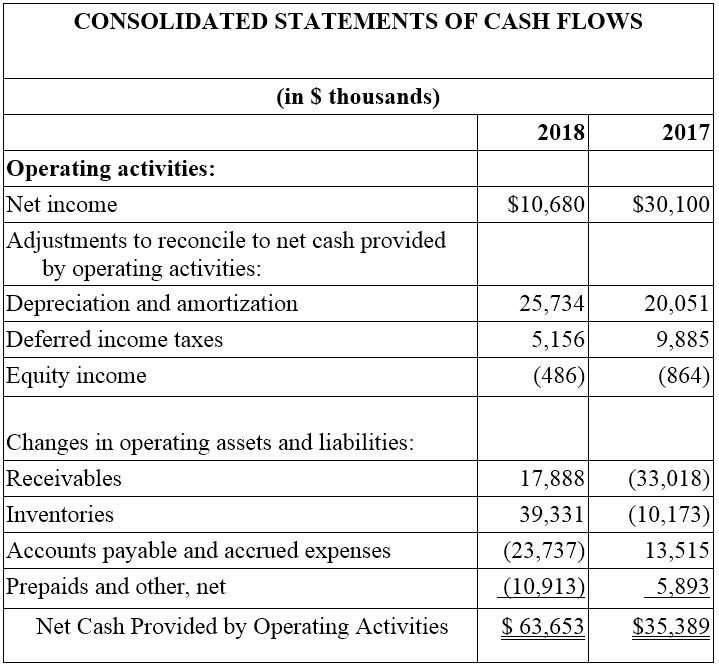 CONSOLIDATED STATEMENTS OF CASH FLOWS
(in $ thousands)
2018 2017
Operating activities:
Net income $10,680 $30,100
Adjustments to reconcile to net cash provided
by operating activities:
Depreciation and amortization 25,734 20,051
Deferred income taxes 5,156 9,885
Equity income (486) (864)
Changes in operating assets and liabilities:
Receivables 17,888 (33,018)
Inventories 39,331 (10,173)
Accounts payable and accrued expenses (23,737) 13,515
Prepaids and other, net (10,913) 5,893
Net Cash Provided by Operating Activities $ 63,653 $35,389